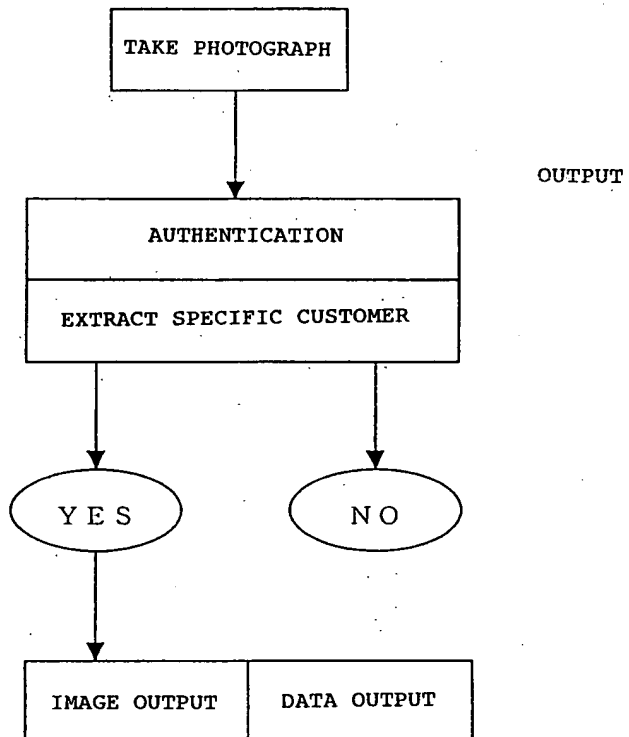 TAKE PHOTOGRAPH
OUTPUT
AUTHENTICATION
EXTRACT SPECIFIC CUSTOMER
YES
NO
IMAGE OUTPUT
DATA OUTPUT